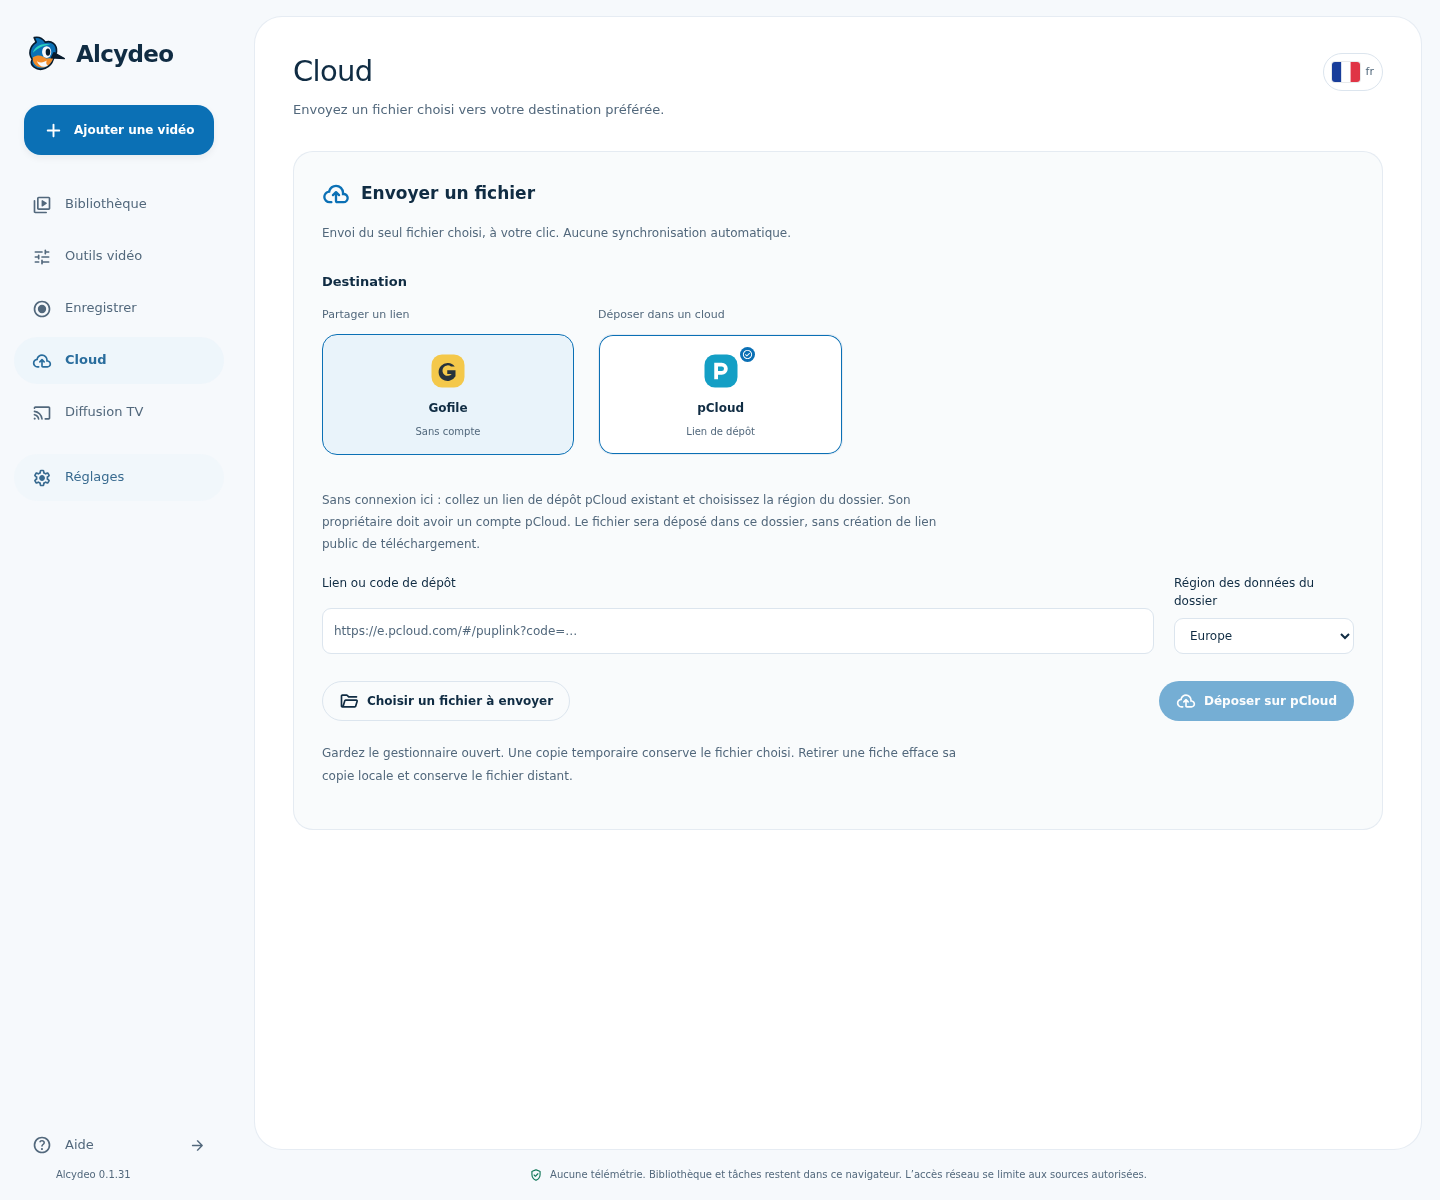 Alcydeo
Ajouter une vidéo
Bibliothèque
Outils vidéo
Enregistrer
Cloud
Diffusion TV
Réglages
Aide
Alcydeo 0.1.31
Cloud
fr
Envoyez un fichier choisi vers votre destination préférée.
Envoyer un fichier
Envoi du seul fichier choisi, à votre clic. Aucune synchronisation automatique.
Destination
Partager un lien
G
Gofile
Sans compte
Déposer dans un cloud
P
pCloud
Lien de dépôt
Sans connexion ici : collez un lien de dépôt pCloud existant et choisissez la région du dossier. Son
propriétaire doit avoir un compte pCloud. Le fichier sera déposé dans ce dossier, sans création de lien
public de téléchargement.
Lien ou code de dépôt
https://e.pcloud.com/#/puplink?code=…
Région des données du
dossier
Europe
Choisir un fichier à envoyer
Déposer sur pCloud
Gardez le gestionnaire ouvert. Une copie temporaire conserve le fichier choisi. Retirer une fiche efface sa
copie locale et conserve le fichier distant.
Aucune télémétrie. Bibliothèque et tâches restent dans ce navigateur. L’accès réseau se limite aux sources autorisées.